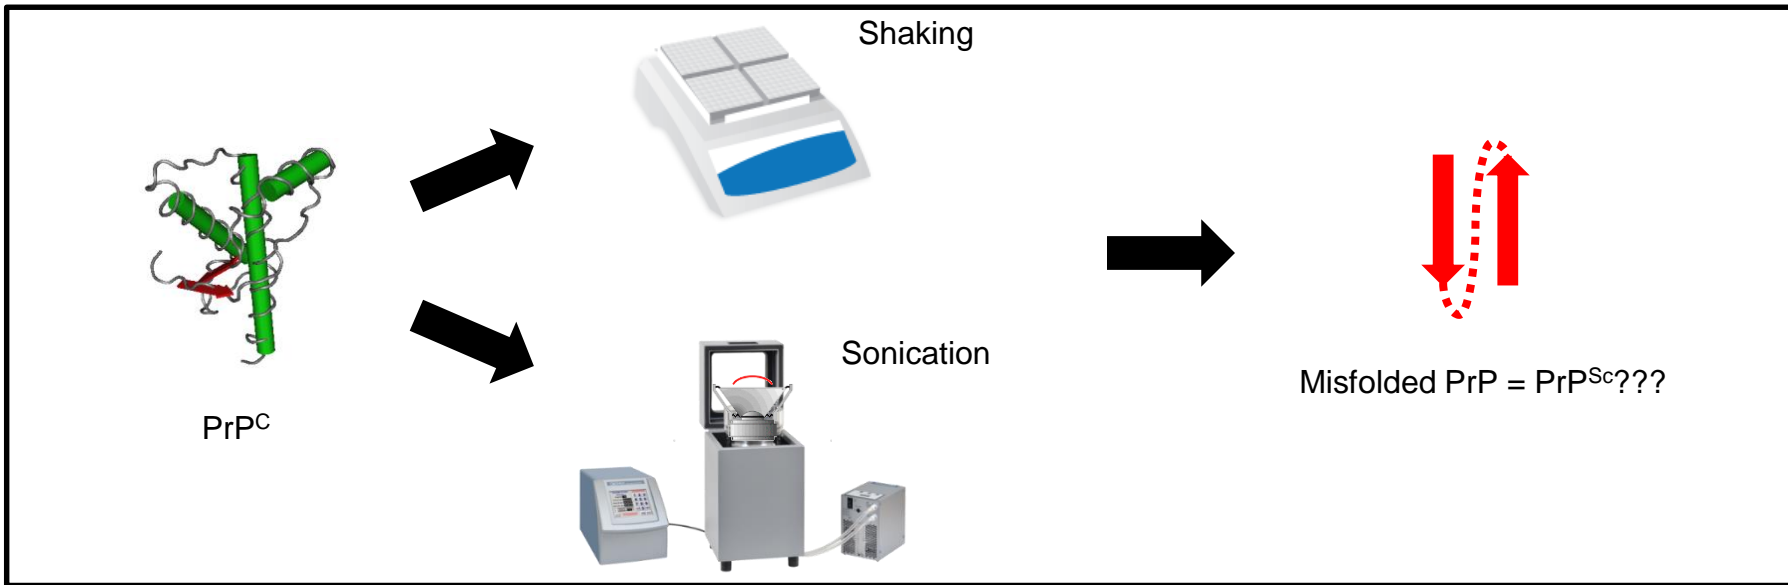 Shaking
Sonication
PrPᶜ
Misfolded PrP = PrPˢᶜ???